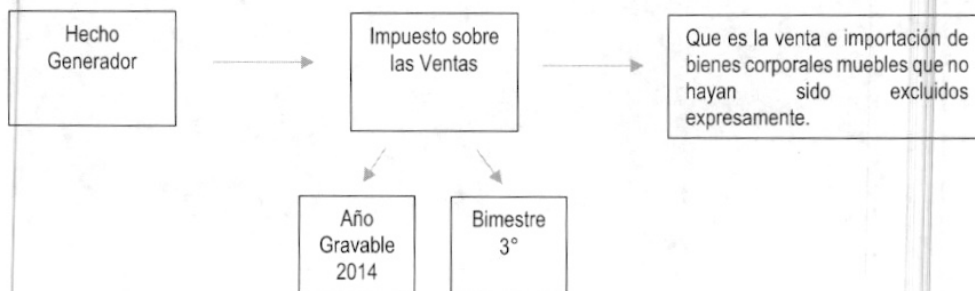 Hecho
Generador
Impuesto sobre
las Ventas
Que es la venta e importación de
bienes corporales muebles que no
hayan sido excluidos
expresamente.
Año
Gravable
2014
Bimestre
3°